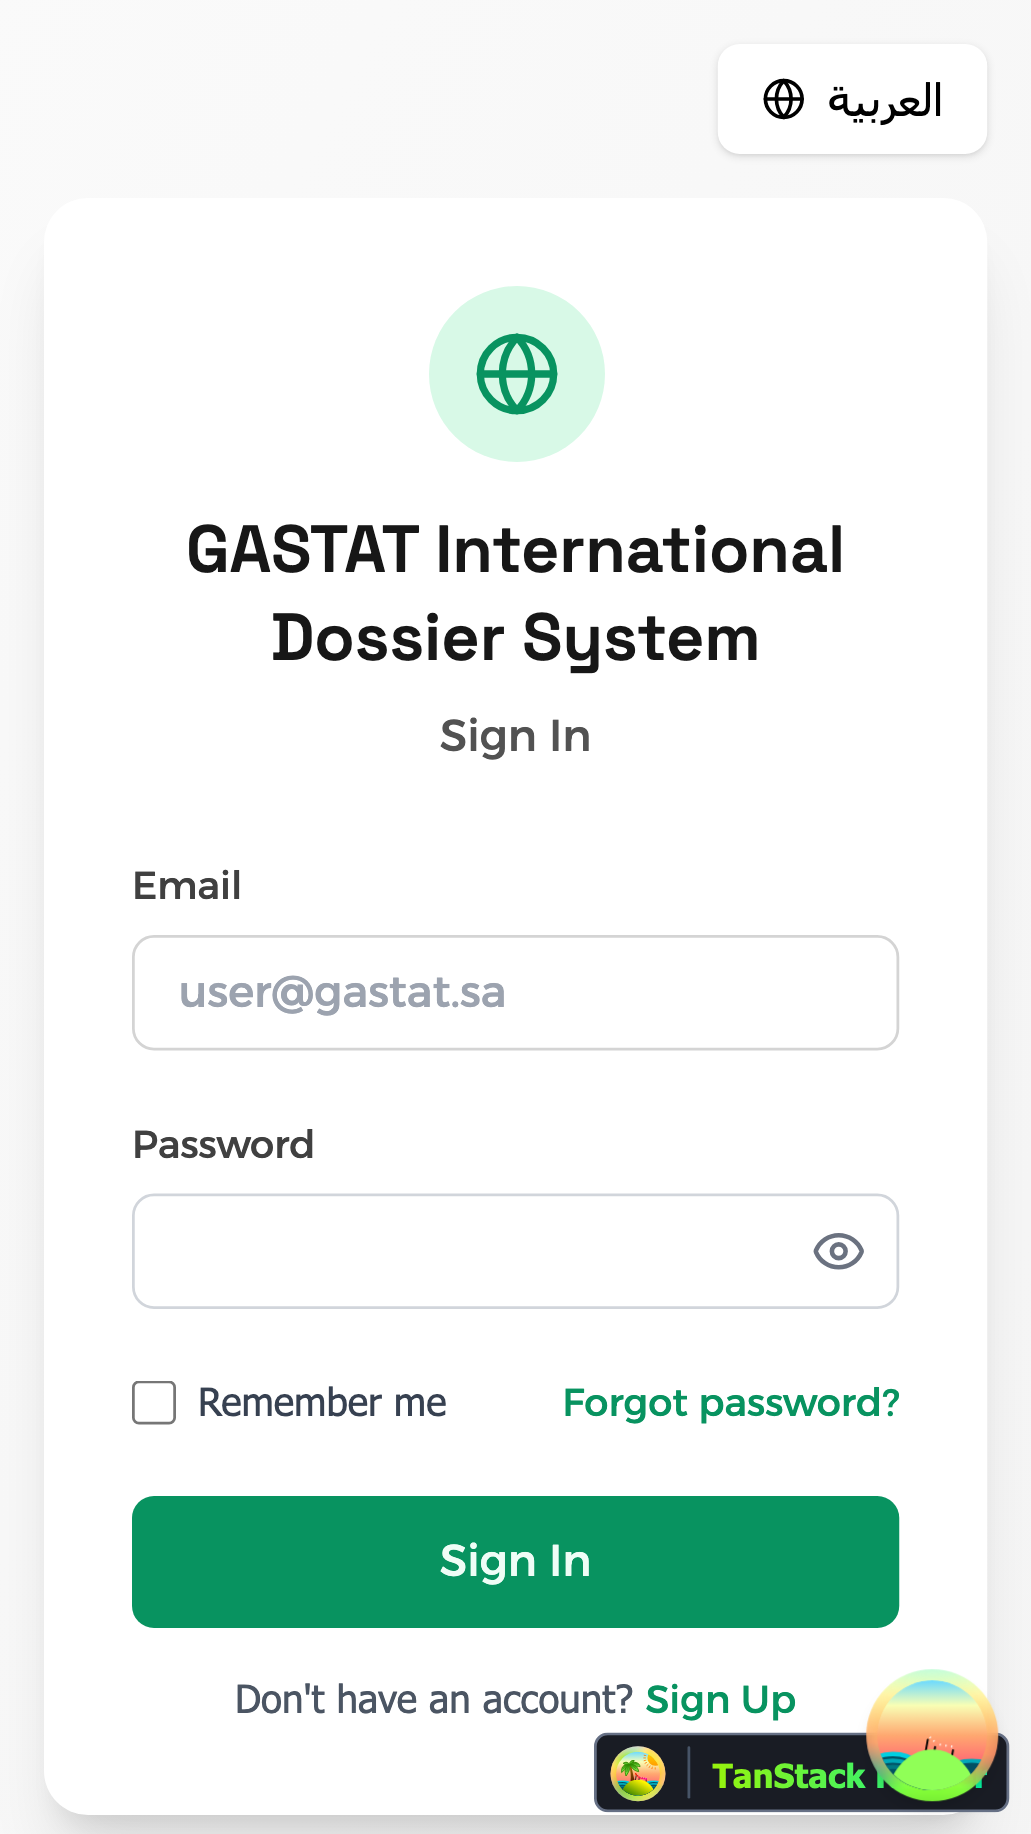 العربية
GASTAT International
Dossier System
Sign In
Email
user@gastat.sa
Password
Remember me
Forgot password?
Sign In
Don't have an account? Sign Up
TanStack